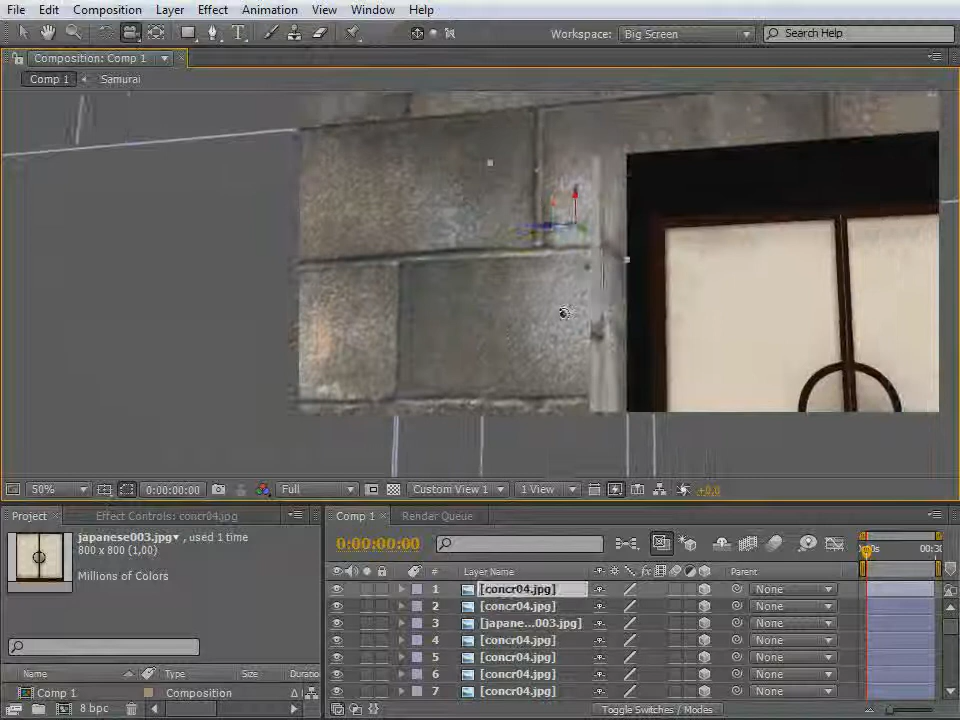 File Edit Composition Layer Effect Animation View Window Help
T Workspace: Big Screen Search Help
Composition: Comp 1
Comp 1 Samurai
50% 0:00:00:00 Full Custom View 1 1 View +0,0
Project Effect Controls: concr04.jpg
japanese003.jpg , used 1 time
800 x 800 (1,00)
Millions of Colors
Name Type Size Duratio
Comp 1 Composition
8 bpc
Comp 1 Render Queue
0:00:00:00
# Layer Name Parent
1 [concr04.jpg] None
2 [concr04.jpg] None
3 [japane...003.jpg] None
4 [concr04.jpg] None
5 [concr04.jpg] None
6 [concr04.jpg] None
7 [concr04.jpg] None
Toggle Switches / Modes